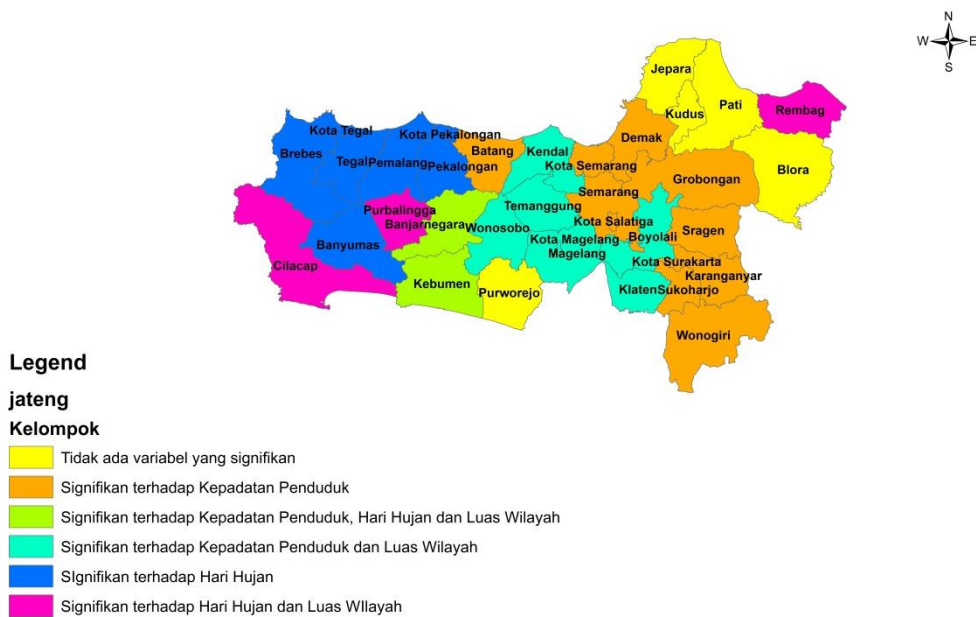 N
W E
S
Jepara
Pati
Kudus
Rembag
Kota Tegal
Kota Pekalongan
Demak
Brebes
Batang
Kendal
Kota Semarang
Tegal
Pemalang
Pekalongan
Grobongan
Blora
Semarang
Purbalingga
Temanggung
Banjarnegara
Wonosobo
Kota Salatiga
Sragen
Banyumas
Kota Magelang
Boyolali
Magelang
Cilacap
Kota Surakarta
Karanganyar
Kebumen
Purworejo
Klaten
Sukoharjo
Wonogiri
Legend
jateng
Kelompok
Tidak ada variabel yang signifikan
Signifikan terhadap Kepadatan Penduduk
Signifikan terhadap Kepadatan Penduduk, Hari Hujan dan Luas Wilayah
Signifikan terhadap Kepadatan Penduduk dan Luas Wilayah
SIgnifikan terhadap Hari Hujan
Signifikan terhadap Hari Hujan dan Luas WIlayah